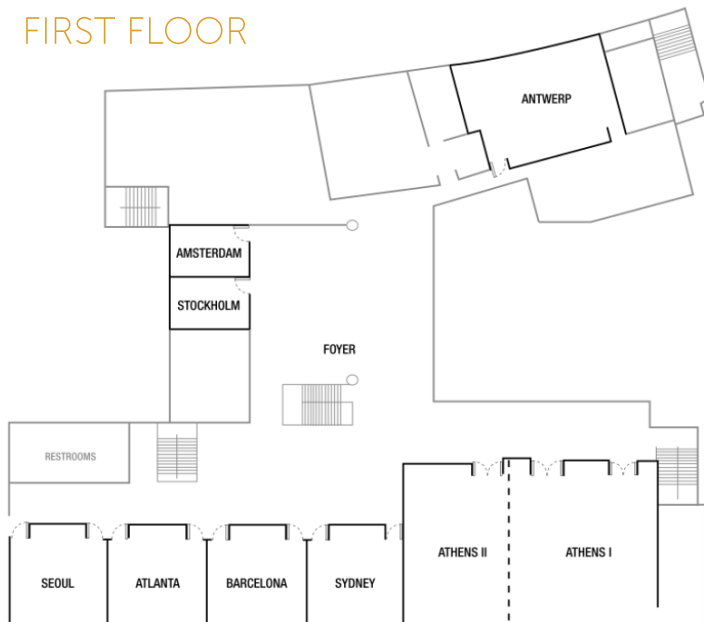 FIRST FLOOR
ANTWERP
AMSTERDAM
STOCKHOLM
FOYER
RESTROOMS
ATHENS II
ATHENS I
SEOUL
ATLANTA
BARCELONA
SYDNEY